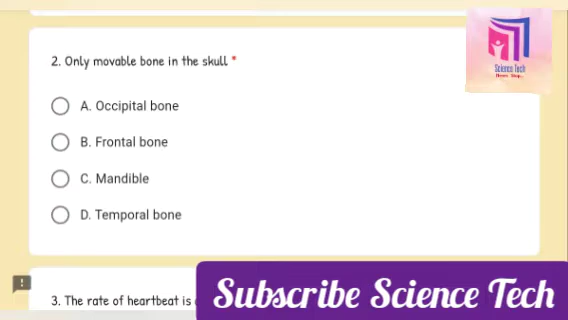 2. Only movable bone in the skull *
A. Occipital bone
B. Frontal bone
C. Mandible
D. Temporal bone
3. The rate of heartbeat is
Science Tech
Subscribe Science Tech